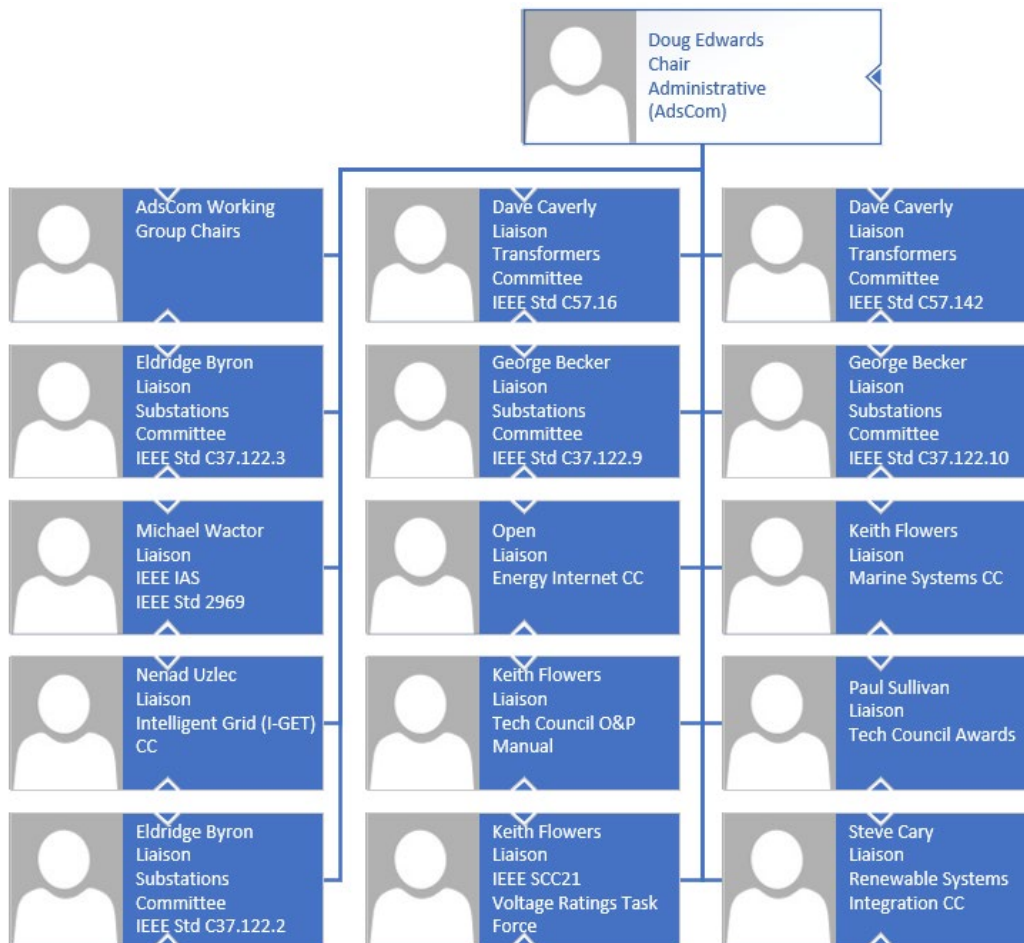 Doug Edwards
Chair
Administrative
(AdsCom)
AdsCom Working
Group Chairs
Dave Caverly
Liaison
Transformers
Committee
IEEE Std C57.16
Dave Caverly
Liaison
Transformers
Committee
IEEE Std C57.142
Eldridge Byron
Liaison
Substations
Committee
IEEE Std C37.122.3
George Becker
Liaison
Substations
Committee
IEEE Std C37.122.9
George Becker
Liaison
Substations
Committee
IEEE Std C37.122.10
Michael Wactor
Liaison
IEEE IAS
IEEE Std 2969
Open
Liaison
Energy Internet CC
Keith Flowers
Liaison
Marine Systems CC
Nenad Uzlec
Liaison
Intelligent Grid (I-GET)
CC
Keith Flowers
Liaison
Tech Council O&P
Manual
Paul Sullivan
Liaison
Tech Council Awards
Eldridge Byron
Liaison
Substations
Committee
IEEE Std C37.122.2
Keith Flowers
Liaison
IEEE SCC21
Voltage Ratings Task
Force
Steve Cary
Liaison
Renewable Systems
Integration CC